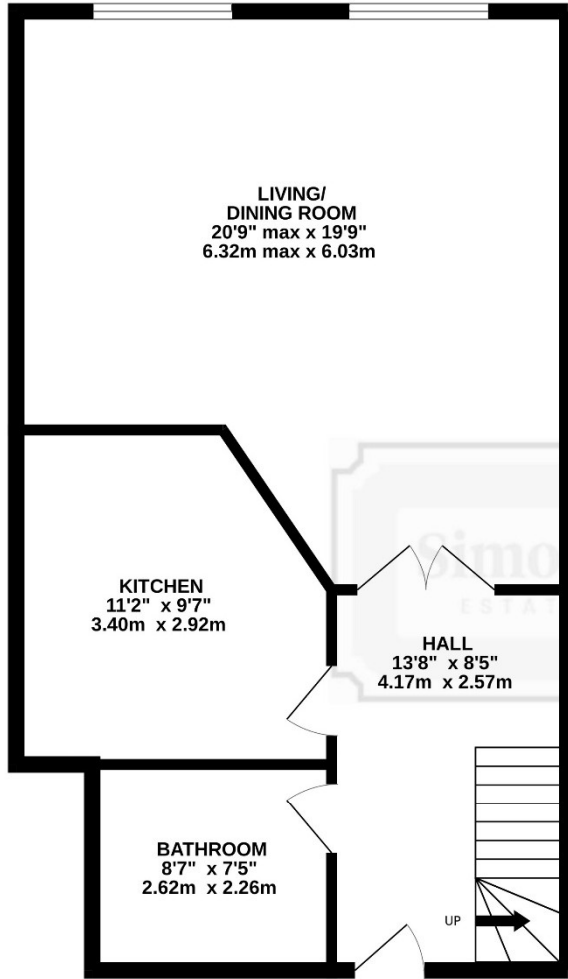 LIVING/
DINING ROOM
20'9" max x 19'9"
6.32m max x 6.03m
KITCHEN
11'2" x 9'7"
3.40m x 2.92m
HALL
13'8" x 8'5"
4.17m x 2.57m
BATHROOM
8'7" x 7'5"
2.62m x 2.26m
UP